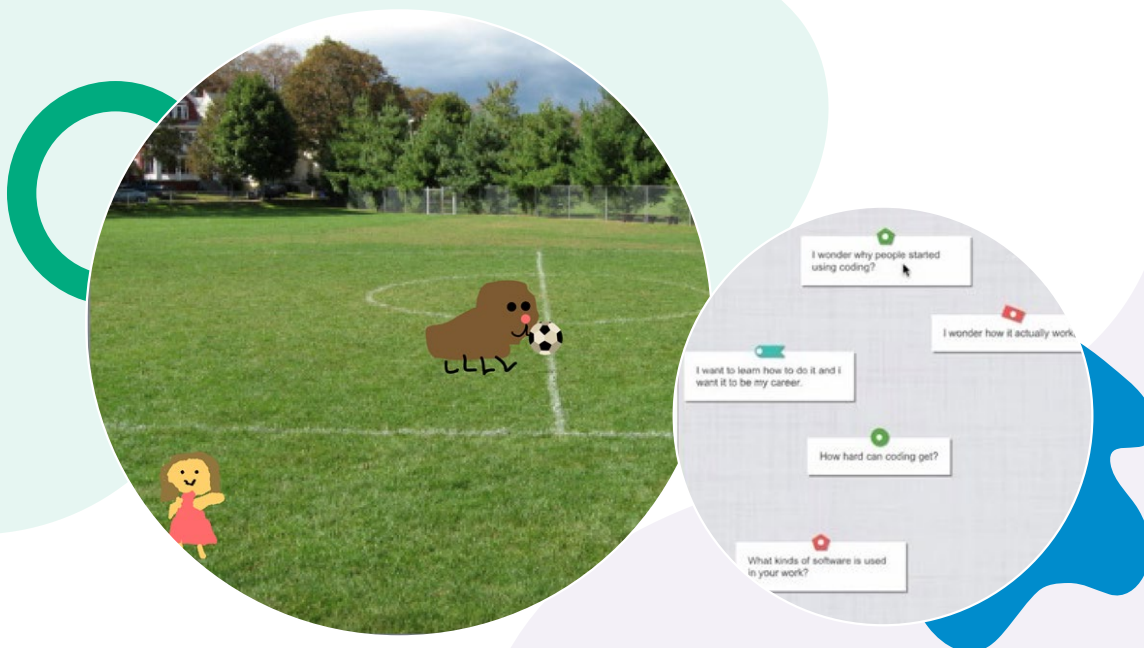 I wonder why people started
using coding?
I wonder how it actually work.
I want to learn how to do it and i
want it to be my career.
How hard can coding get?
What kinds of software is used
in your work?